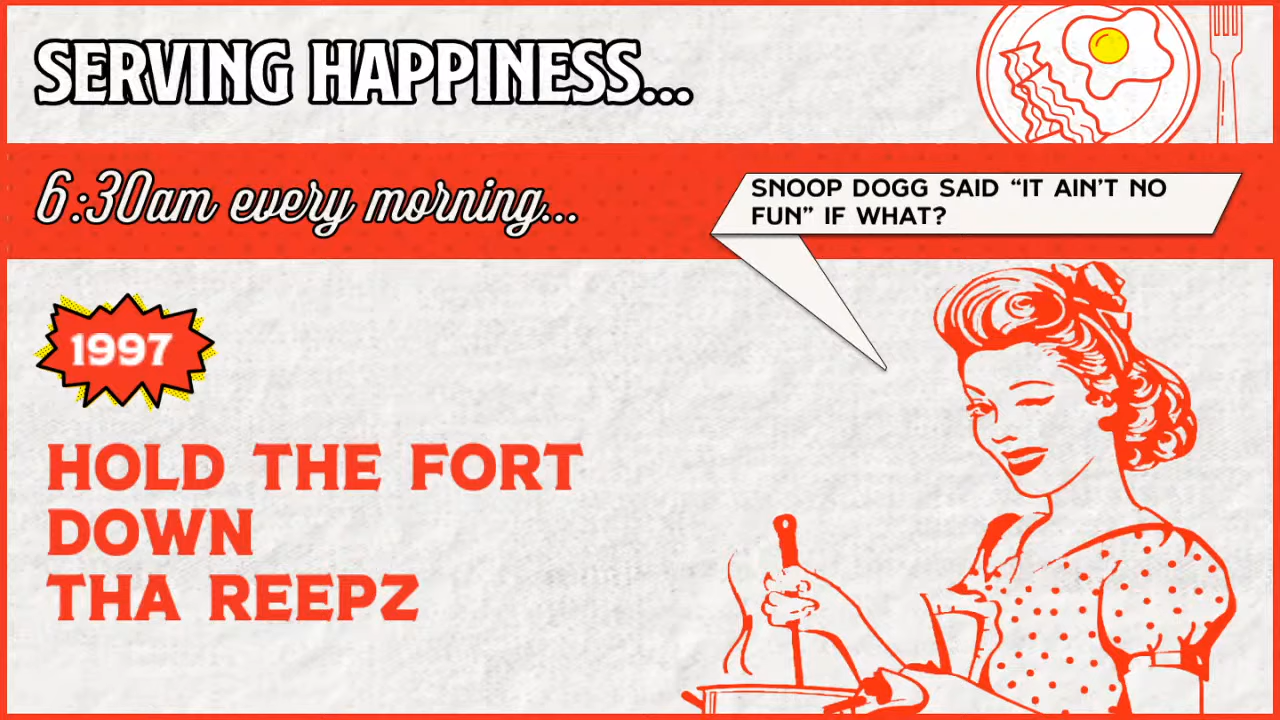 SERVING HAPPINESS...
6:30am every morning...
SNOOP DOGG SAID “IT AIN’T NO
FUN” IF WHAT?
1997
HOLD THE FORT
DOWN
THA REEPZ